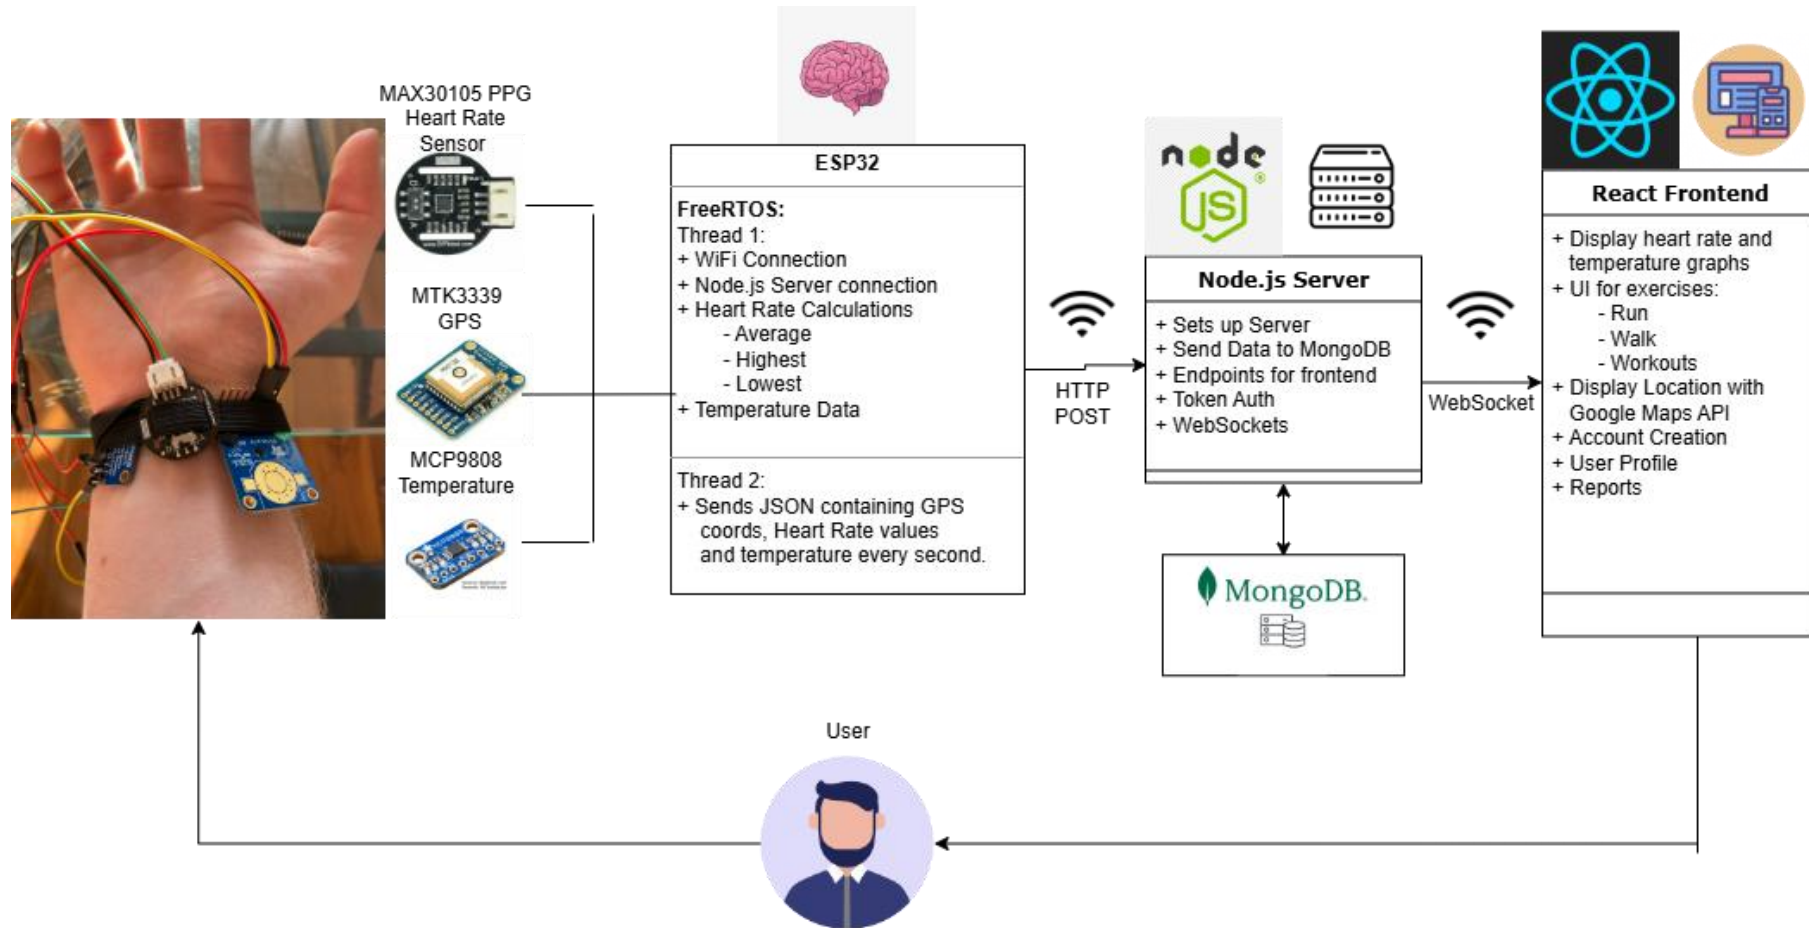 MAX30105 PPG
Heart Rate
Sensor
MTK3339
GPS
MCP9808
Temperature
ESP32
FreeRTOS:
Thread 1:
+ WiFi Connection
+ Node.js Server connection
+ Heart Rate Calculations
- Average
- Highest
- Lowest
+ Temperature Data
Thread 2:
+ Sends JSON containing GPS
coords, Heart Rate values
and temperature every second.
HTTP
POST
node
JS
Node.js Server
+ Sets up Server
+ Send Data to MongoDB
+ Endpoints for frontend
+ Token Auth
+ WebSockets
MongoDB.
WebSocket
React Frontend
+ Display heart rate and
temperature graphs
+ UI for exercises:
- Run
- Walk
- Workouts
+ Display Location with
Google Maps API
+ Account Creation
+ User Profile
+ Reports
User